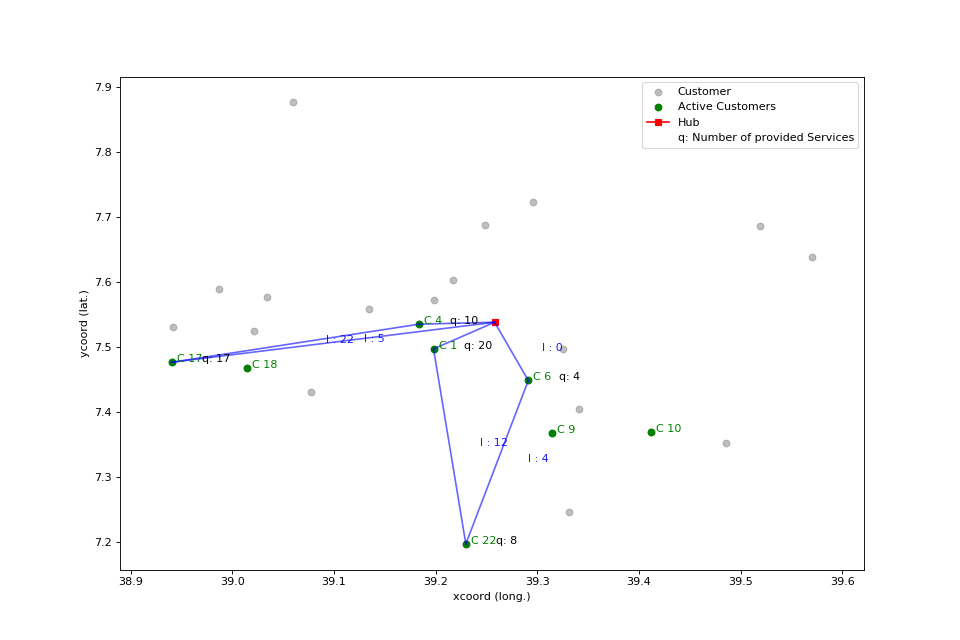 Customer
Active Customers
Hub
q: Number of provided Services
7.9
7.8
7.7
7.6
7.5
7.4
7.3
7.2
ycoord (lat.)
C 4 q: 10
l : 22 l : 5
C 1 q: 20
l : 0
C 17 q: 17
C 18
C 6 q: 4
C 9
C 10
l : 12
l : 4
C 22 q: 8
38.9 39.0 39.1 39.2 39.3 39.4 39.5 39.6
xcoord (long.)